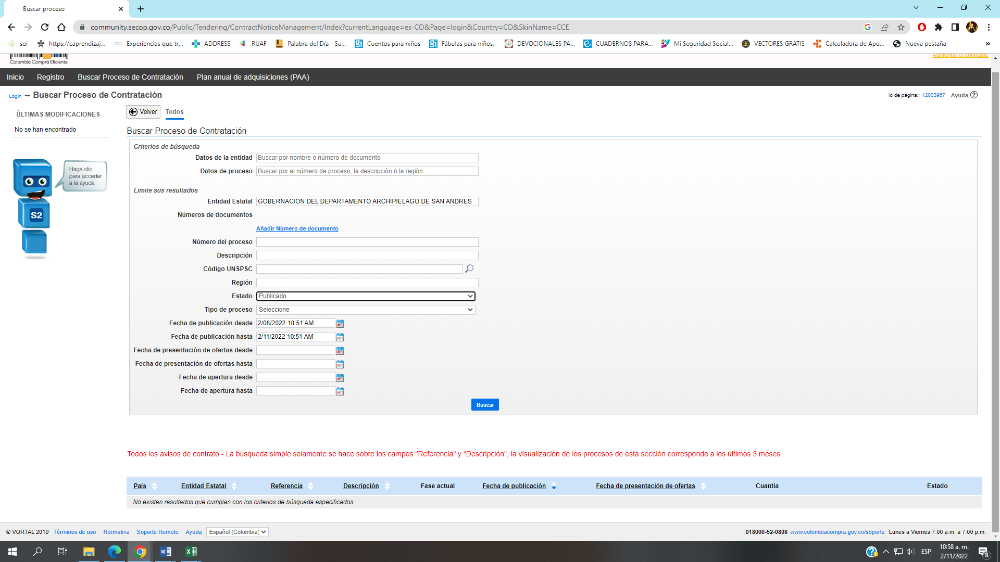 Buscar proceso
community.secop.gov.co/Public/Tendering/ContractNoticeManagement/Index?currentLanguage=es-CO&Page=login&Country=CO&SkinName=CCE
soi https://caprendizaj... Experiencias que tr... ADDRESS RUAF Palabra del Día - Su... Cuentos para niños Fábulas para niños. DEVOCIONALES PA... CUADERNOS PARA... Mi Seguridad Social... VECTORES GRATIS Calculadora de Apo... Nueva pestaña »
Colombia Compra Eficiente
Aumentar el contraste
Inicio Registro Buscar Proceso de Contratación Plan anual de adquisiciones (PAA)
Login → Buscar Proceso de Contratación
Id de página:: 12003967 Ayuda ?
ÚLTIMAS MODIFICACIONES
No se han encontrado
Haga clic
para acceder
a la ayuda
S2
Volver Todos
Buscar Proceso de Contratación
Criterios de búsqueda
Datos de la entidad Buscar por nombre o número de documento
Datos de proceso Buscar por el número de proceso, la descripción o la región
Limite sus resultados
Entidad Estatal GOBERNACIÓN DEL DEPARTAMENTO ARCHIPIELAGO DE SAN ANDRES
Números de documentos
Añadir Número de documento
Número del proceso
Descripción
Código UNSPSC
Región
Estado Publicado
Tipo de proceso Seleccione
Fecha de publicación desde 2/08/2022 10:51 AM
Fecha de publicación hasta 2/11/2022 10:51 AM
Fecha de presentación de ofertas desde
Fecha de presentación de ofertas hasta
Fecha de apertura desde
Fecha de apertura hasta
Buscar
Todos los avisos de contrato - La búsqueda simple solamente se hace sobre los campos "Referencia" y "Descripción", la visualización de los procesos de esta sección corresponde a los últimos 3 meses
País Entidad Estatal Referencia Descripción Fase actual Fecha de publicación Fecha de presentación de ofertas Cuantía Estado
No existen resultados que cumplan con los criterios de búsqueda especificados
© VORTAL 2019 Términos de uso Normativa Soporte Remoto Ayuda Español (Colombia)
018000-52-0808 www.colombiacompra.gov.co/soporte Lunes a Viernes 7:00 a.m. a 7:00 p.m.
ESP
10:58 a. m.
2/11/2022
8